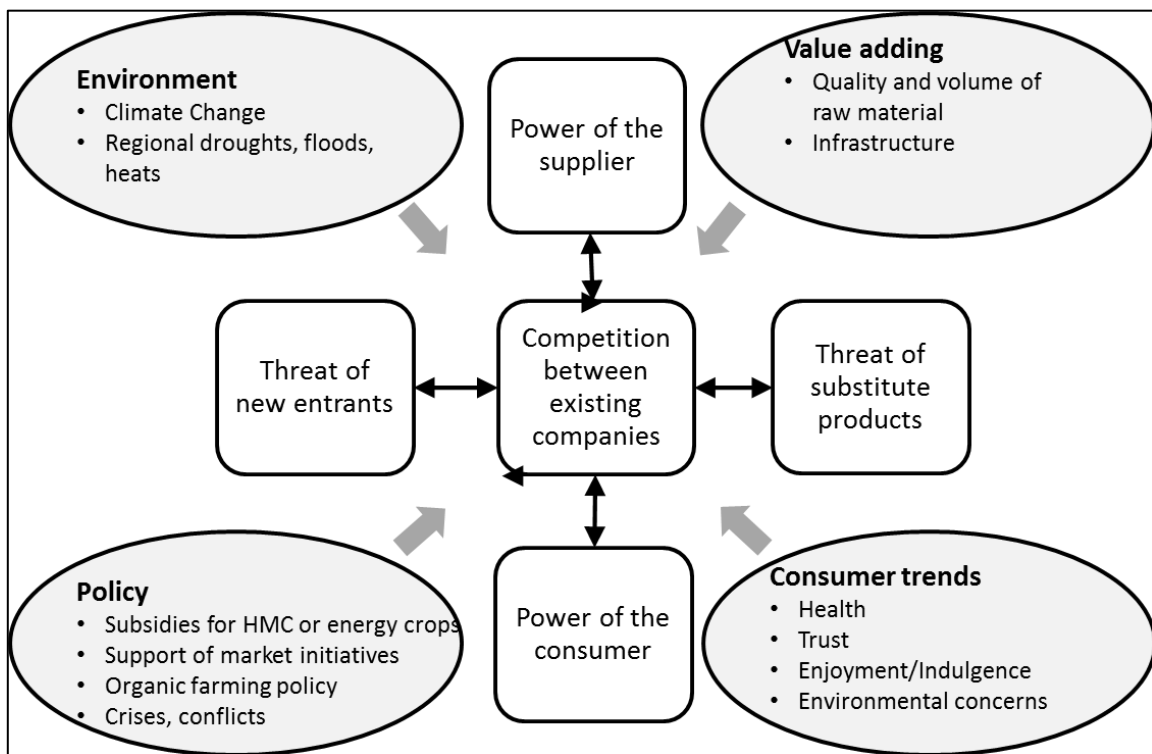 Environment
• Climate Change
• Regional droughts, floods,
heats
Power of the
supplier
Value adding
• Quality and volume of
raw material
• Infrastructure
Threat of
new entrants
Competition
between
existing
companies
Threat of
substitute
products
Policy
• Subsidies for HMC or energy crops
• Support of market initiatives
• Organic farming policy
• Crises, conflicts
Power of the
consumer
Consumer trends
• Health
• Trust
• Enjoyment/Indulgence
• Environmental concerns